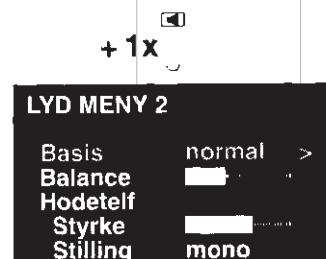 + 1x
LYD MENY 2
Basis normal >
Balance
Hodetelf
Styrke
Stilling mono